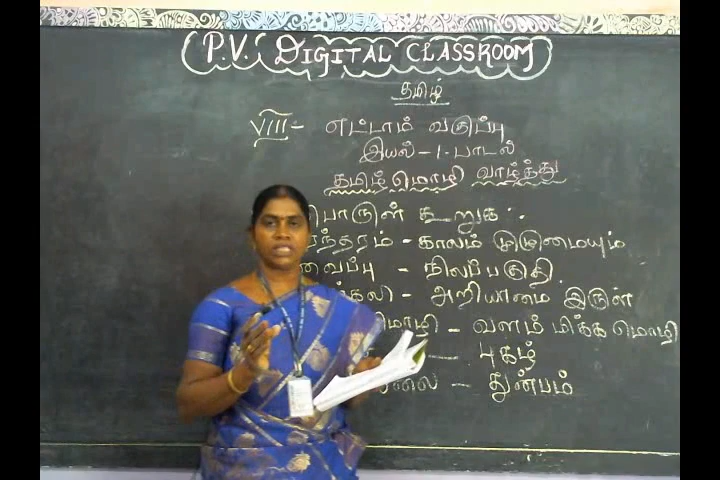 P.V. DIGITAL CLASSROOM
தமிழ்
VIII - எட்டாம் வகுப்பு
இயல் - 1 - பாடல்
தமிழ்மொழி வாழ்த்து
பொருள் கூறுக :
காலம் முழுமையும்
வைப்பு - நிலப்பகுதி
அறியாமை இருள்
மொழி - வளம் மிக்க மொழி
புகழ்
துன்பம்